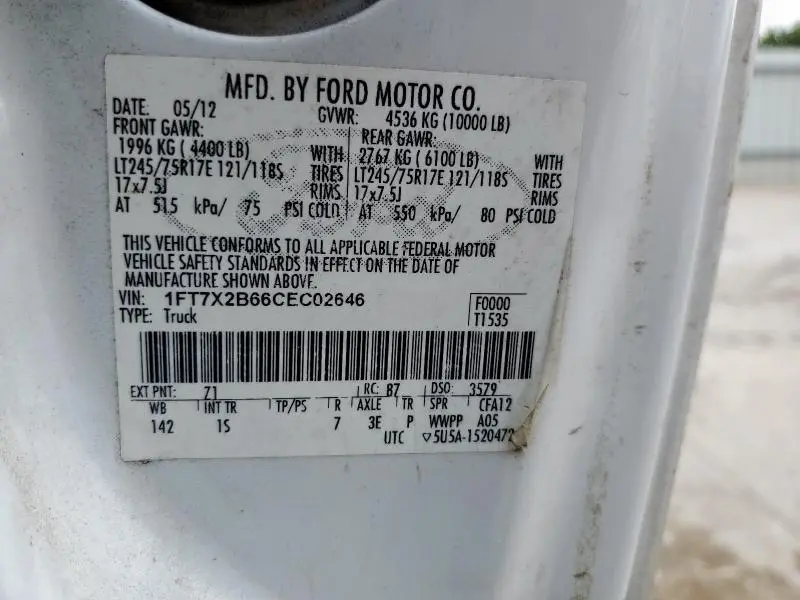 MFD. BY FORD MOTOR CO.
DATE: 05/12 GVWR: 4536 KG (10000 LB)
FRONT GAWR: REAR GAWR:
1996 KG ( 4400 LB) WITH 2767 KG ( 6100 LB) WITH
LT245/75R17E 121/118S TIRES LT245/75R17E 121/118S TIRES
17x7.5J RIMS 17x7.5J RIMS
AT 515 kPa/ 75 PSI COLD AT 550 kPa/ 80 PSI COLD
THIS VEHICLE CONFORMS TO ALL APPLICABLE FEDERAL MOTOR
VEHICLE SAFETY STANDARDS IN EFFECT ON THE DATE OF
MANUFACTURE SHOWN ABOVE.
VIN: 1FT7X2B66CEC02646 F0000
TYPE: Truck T1535
EXT PNT: Z1 RC: B7 DSO: 3579
WB INT TR TP/PS R AXLE TR SPR CFA12
142 1S 7 3E P WWPP A05
UTC ▽5U5A-1520472